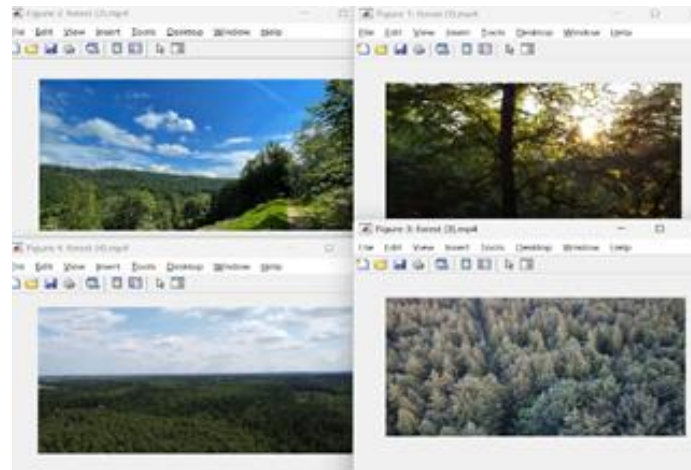 Figure 2: forest (2).mp4
File Edit View Insert Tools Desktop Window Help
Figure 1: forest (1).mp4
File Edit View Insert Tools Desktop Window Help
Figure 4: forest (4).mp4
File Edit View Insert Tools Desktop Window Help
Figure 3: forest (3).mp4
File Edit View Insert Tools Desktop Window Help